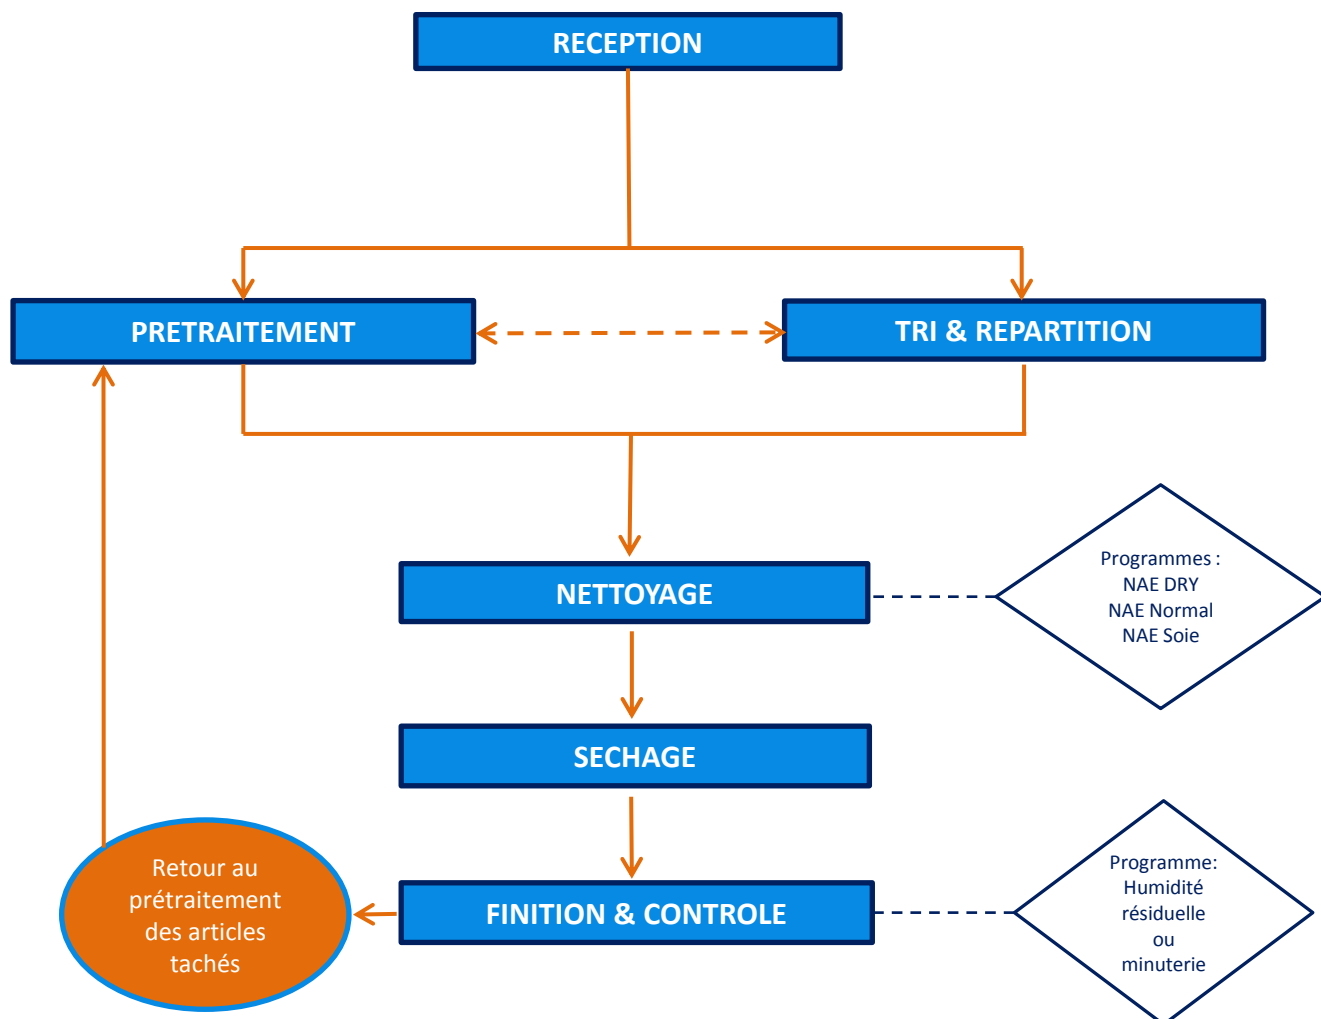 RECEPTION
PRETRAITEMENT
TRI & REPARTITION
NETTOYAGE
Programmes :
NAE DRY
NAE Normal
NAE Soie
SECHAGE
Retour au
prétraitement
des articles
tachés
FINITION & CONTROLE
Programme:
Humidité
résiduelle
ou
minuterie